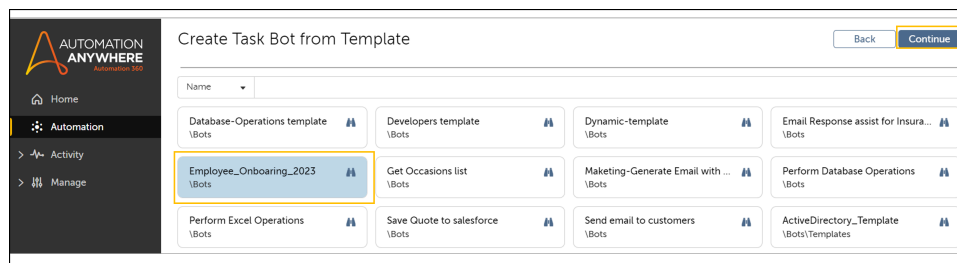 AUTOMATION
ANYWHERE
Automation 360
Create Task Bot from Template
Back
Continue
Name
Home
Automation
Activity
Manage
Database-Operations template
\Bots
Developers template
\Bots
Dynamic-template
\Bots
Email Response assist for Insura...
\Bots
Employee_Onboaring_2023
\Bots
Get Occasions list
\Bots
Maketing-Generate Email with ...
\Bots
Perform Database Operations
\Bots
Perform Excel Operations
\Bots
Save Quote to salesforce
\Bots
Send email to customers
\Bots
ActiveDirectory_Template
\Bots\Templates